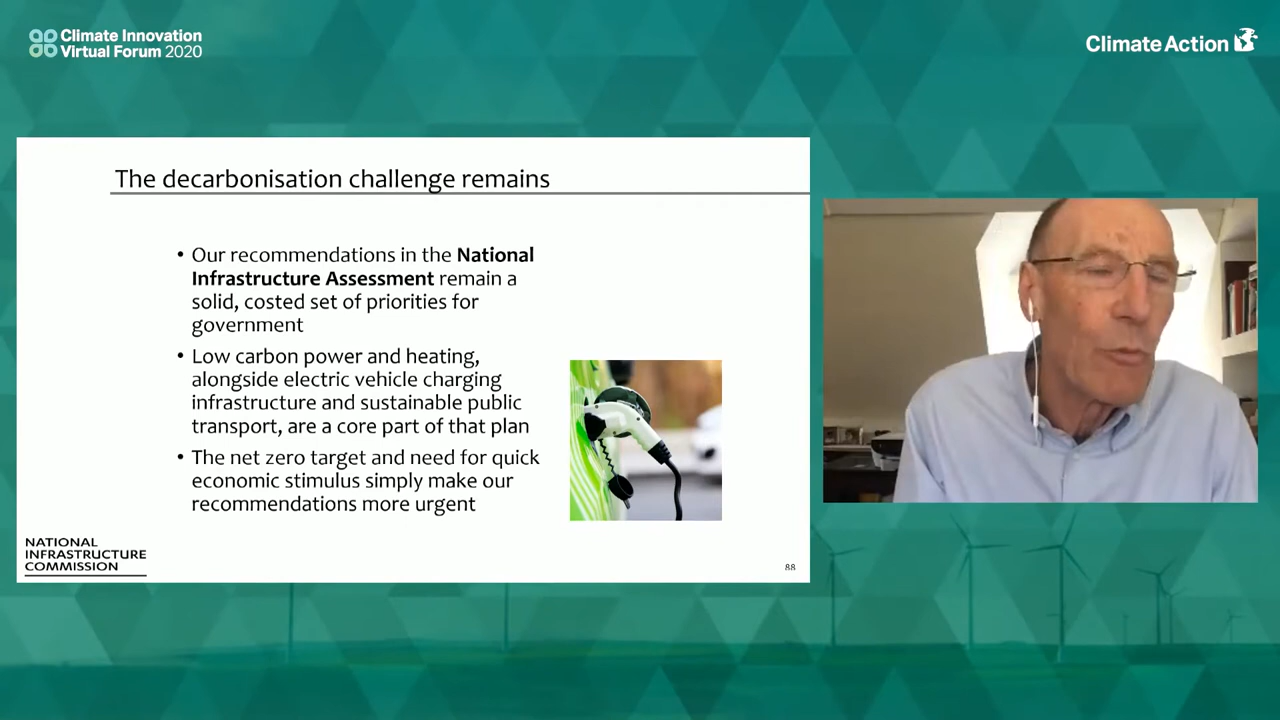 Climate Innovation
Virtual Forum 2020
Climate Action
The decarbonisation challenge remains
• Our recommendations in the National
Infrastructure Assessment remain a
solid, costed set of priorities for
government
• Low carbon power and heating,
alongside electric vehicle charging
infrastructure and sustainable public
transport, are a core part of that plan
• The net zero target and need for quick
economic stimulus simply make our
recommendations more urgent
NATIONAL
INFRASTRUCTURE
COMMISSION
88